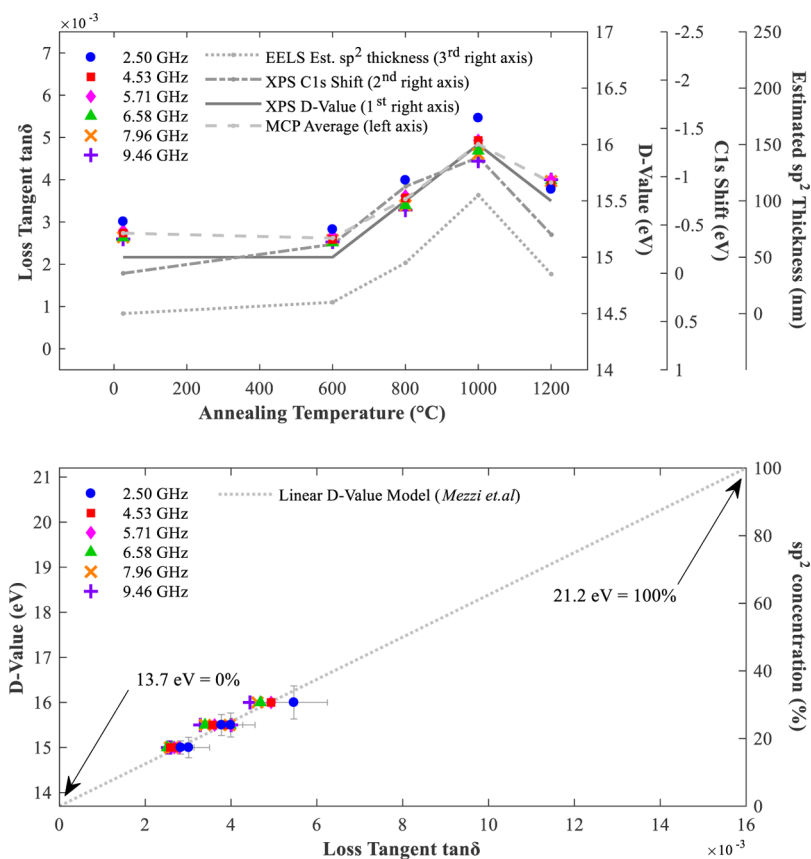 ×10⁻³
7
6
5
4
3
2
1
0
Loss Tangent tanδ
2.50 GHz
4.53 GHz
5.71 GHz
6.58 GHz
7.96 GHz
9.46 GHz
EELS Est. sp² thickness (3ʳᵈ right axis)
XPS C1s Shift (2ⁿᵈ right axis)
XPS D-Value (1ˢᵗ right axis)
MCP Average (left axis)
0 200 400 600 800 1000 1200
Annealing Temperature (°C)
17
16
15.5
15
14.5
14
D-Value (eV)
-2.5
-2
-1.5
-1
-0.5
0
0.5
1
C1s Shift (eV)
250
200
150
100
50
0
Estimated sp² Thickness (nm)
21
20
19
18
17
16
15
14
D-Value (eV)
2.50 GHz
4.53 GHz
5.71 GHz
6.58 GHz
7.96 GHz
9.46 GHz
Linear D-Value Model (Mezzi et.al)
13.7 eV = 0%
21.2 eV = 100%
100
80
60
40
20
0
sp² concentration (%)
0 2 4 6 8 10 12 14 16
Loss Tangent tanδ
×10⁻³